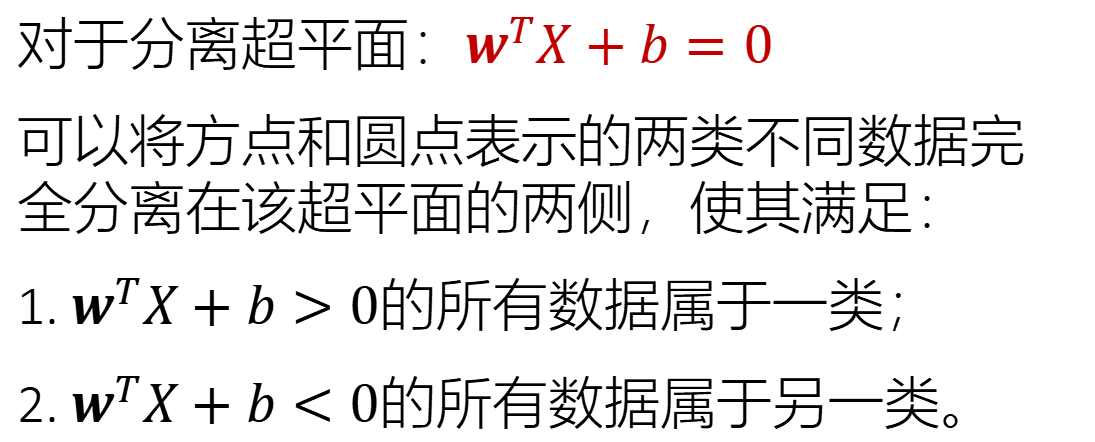 对于分离超平面：𝒘ᵀX + b = 0
可以将方点和圆点表示的两类不同数据完
全分离在该超平面的两侧，使其满足：
1. 𝒘ᵀX + b > 0的所有数据属于一类；
2. 𝒘ᵀX + b < 0的所有数据属于另一类。